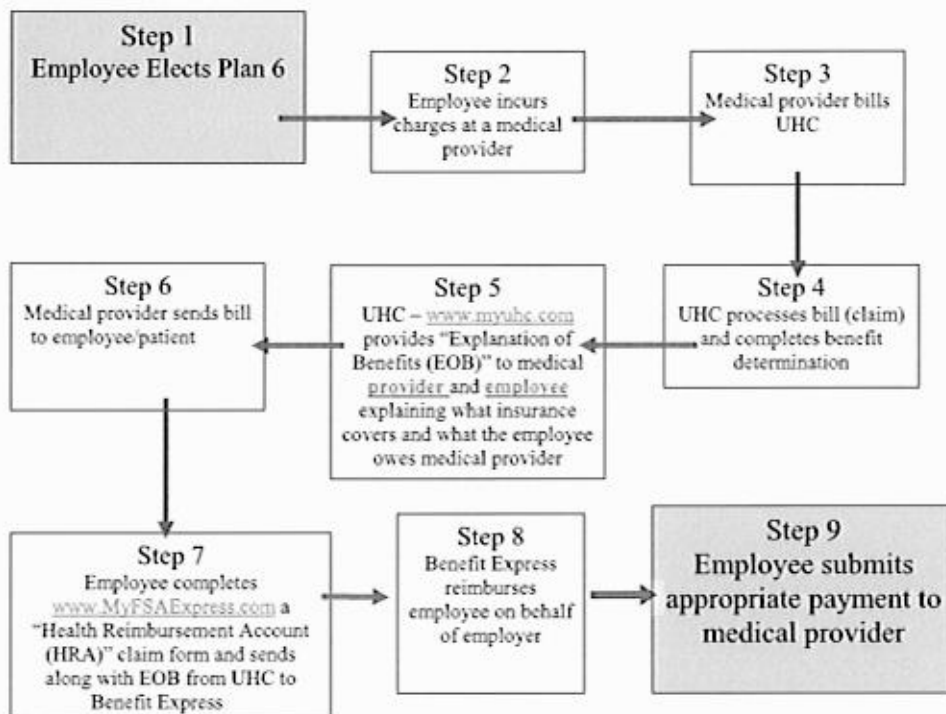 Step 1
Employee Elects Plan 6
Step 2
Employee incurs
charges at a medical
provider
Step 3
Medical provider bills
UHC
Step 4
UHC processes bill (claim)
and completes benefit
determination
Step 5
UHC – www.myuhc.com
provides “Explanation of
Benefits (EOB)” to medical
provider and employee
explaining what insurance
covers and what the employee
owes medical provider
Step 6
Medical provider sends bill
to employee/patient
Step 7
Employee completes
www.MyFSAExpress.com a
“Health Reimbursement Account
(HRA)” claim form and sends
along with EOB from UHC to
Benefit Express
Step 8
Benefit Express
reimburses
employee on behalf
of employer
Step 9
Employee submits
appropriate payment to
medical provider